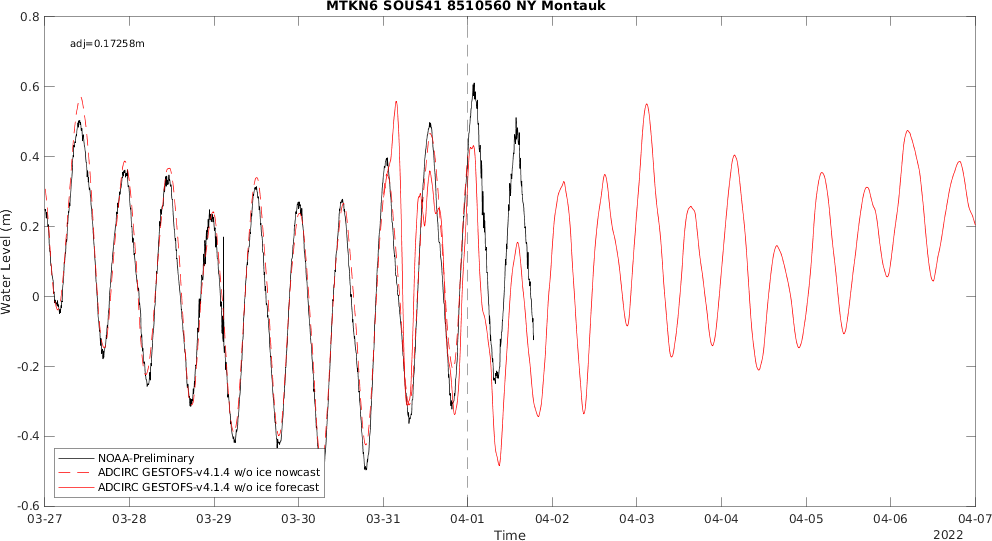 MTKN6 SOUS41 8510560 NY Montauk
adj=0.17258m
Water Level (m)
0.8
0.6
0.4
0.2
0
-0.2
-0.4
-0.6
NOAA-Preliminary
ADCIRC GESTOFS-v4.1.4 w/o ice nowcast
ADCIRC GESTOFS-v4.1.4 w/o ice forecast
03-27 03-28 03-29 03-30 03-31 04-01 04-02 04-03 04-04 04-05 04-06 04-07
Time
2022